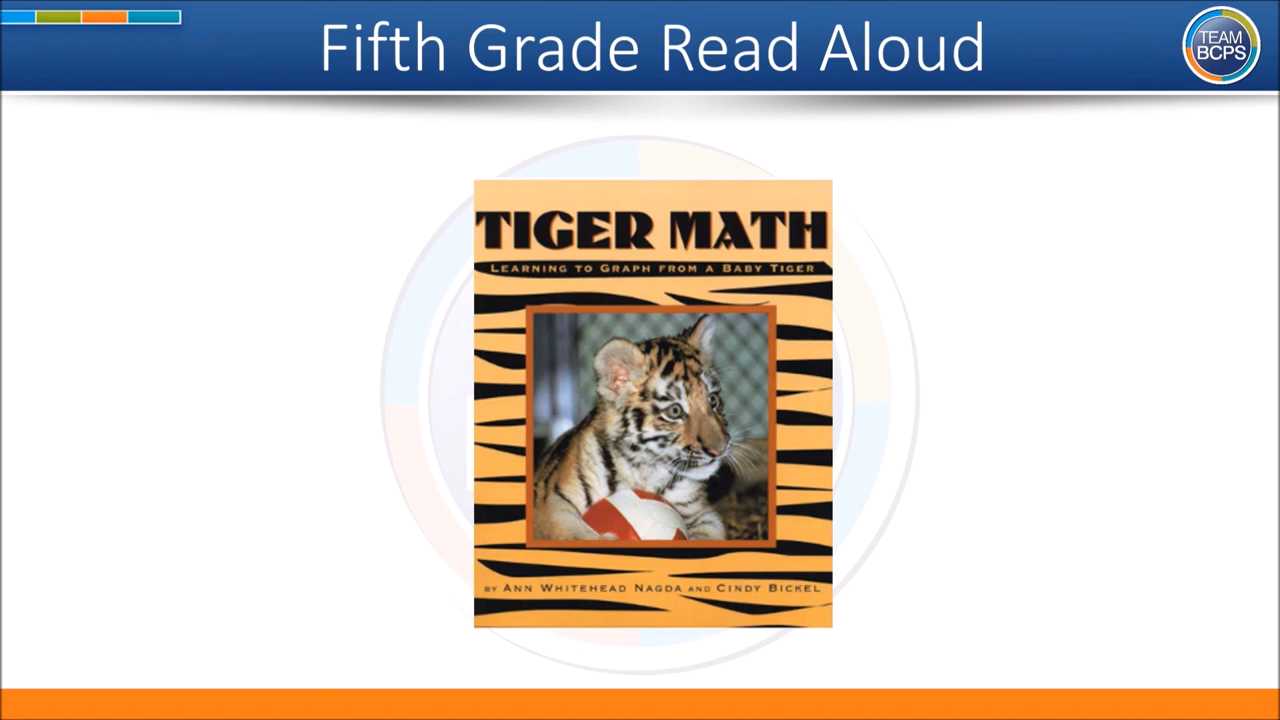 Fifth Grade Read Aloud
TEAM
BCPS
TIGER MATH
LEARNING TO GRAPH FROM A BABY TIGER
BY ANN WHITEHEAD NAGDA AND CINDY BICKEL